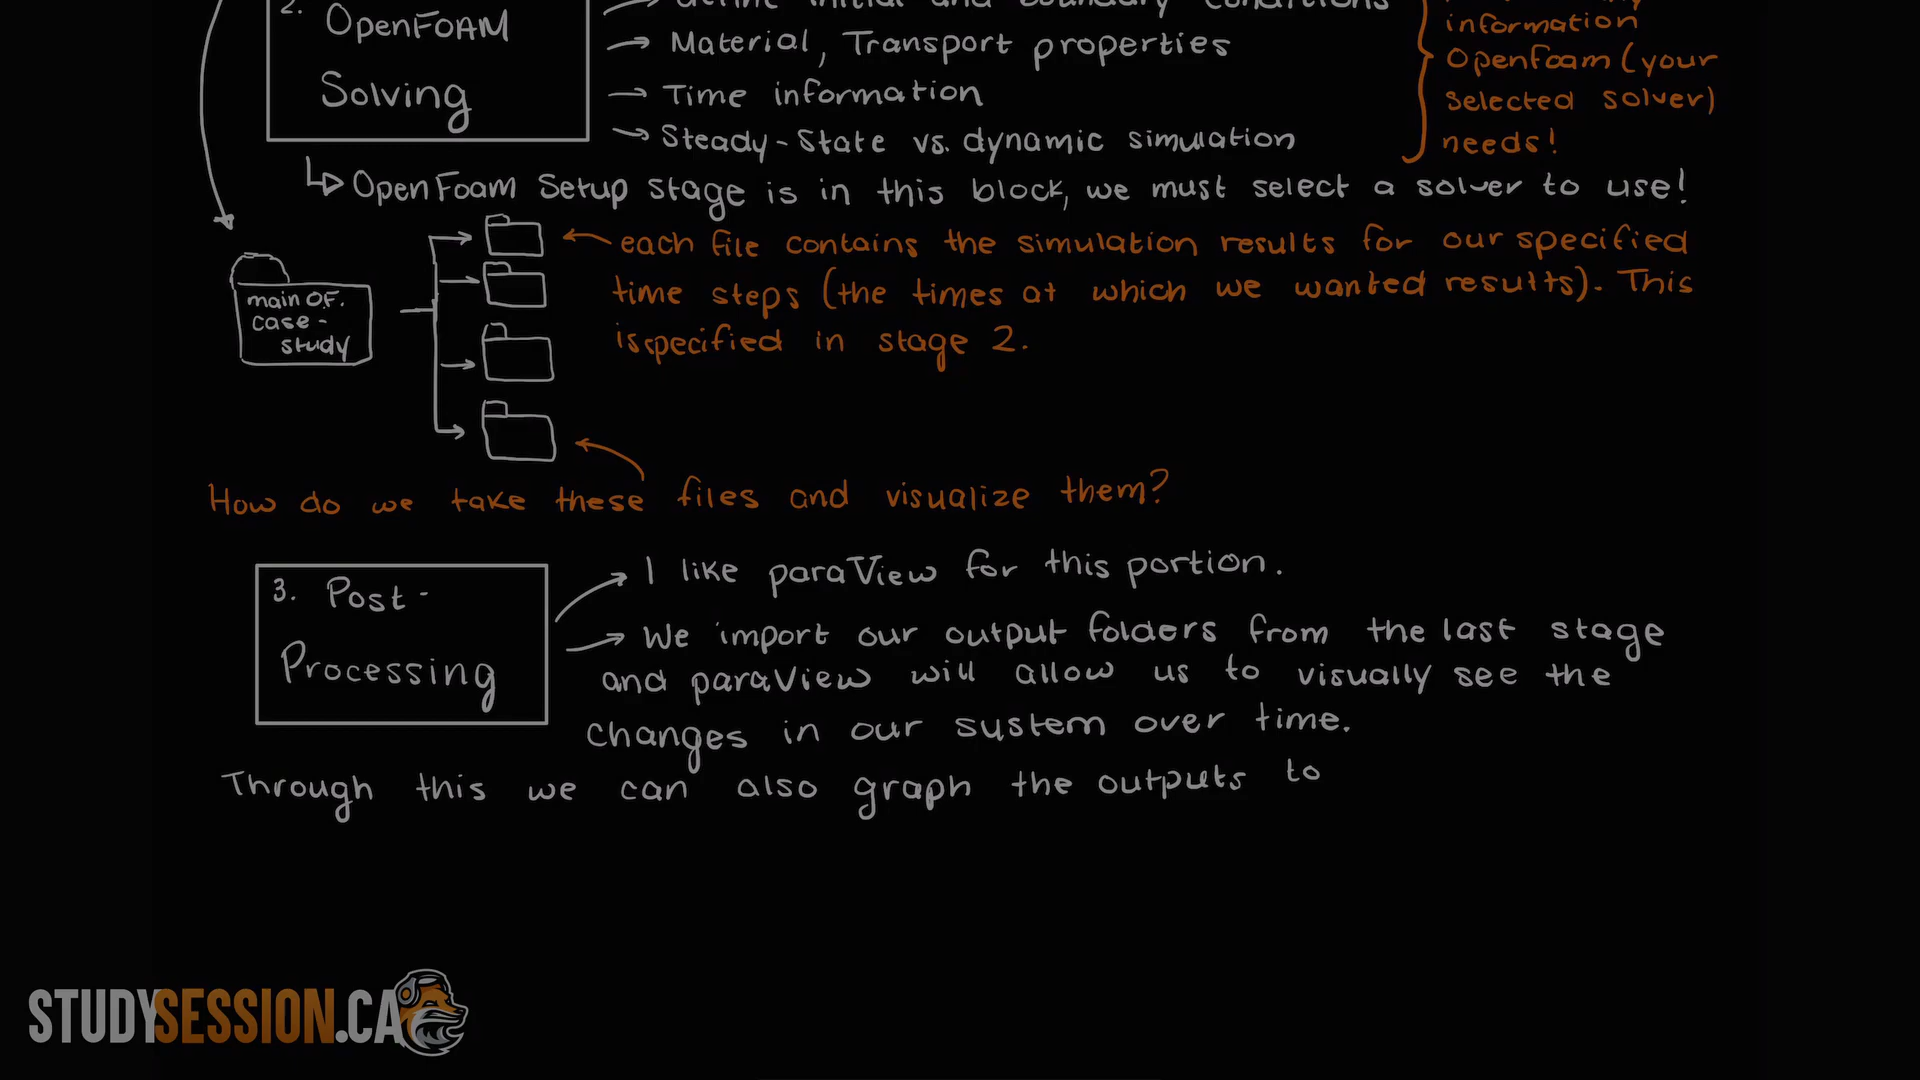 2. OpenFOAM
Solving
define initial and boundary conditions
→ Material, Transport properties
→ Time information
→ Steady-State vs. dynamic simulation
information
OpenFoam (your
selected solver)
needs!
OpenFoam Setup stage is in this block, we must select a solver to use!
main O.F.
case-
study
each file contains the simulation results for our specified
time steps (the times at which we wanted results). This
is specified in stage 2.
How do we take these files and visualize them?
3. Post-
Processing
I like paraView for this portion.
We import our output folders from the last stage
and paraView will allow us to visually see the
changes in our system over time.
Through this we can also graph the outputs to
STUDYSESSION.CA